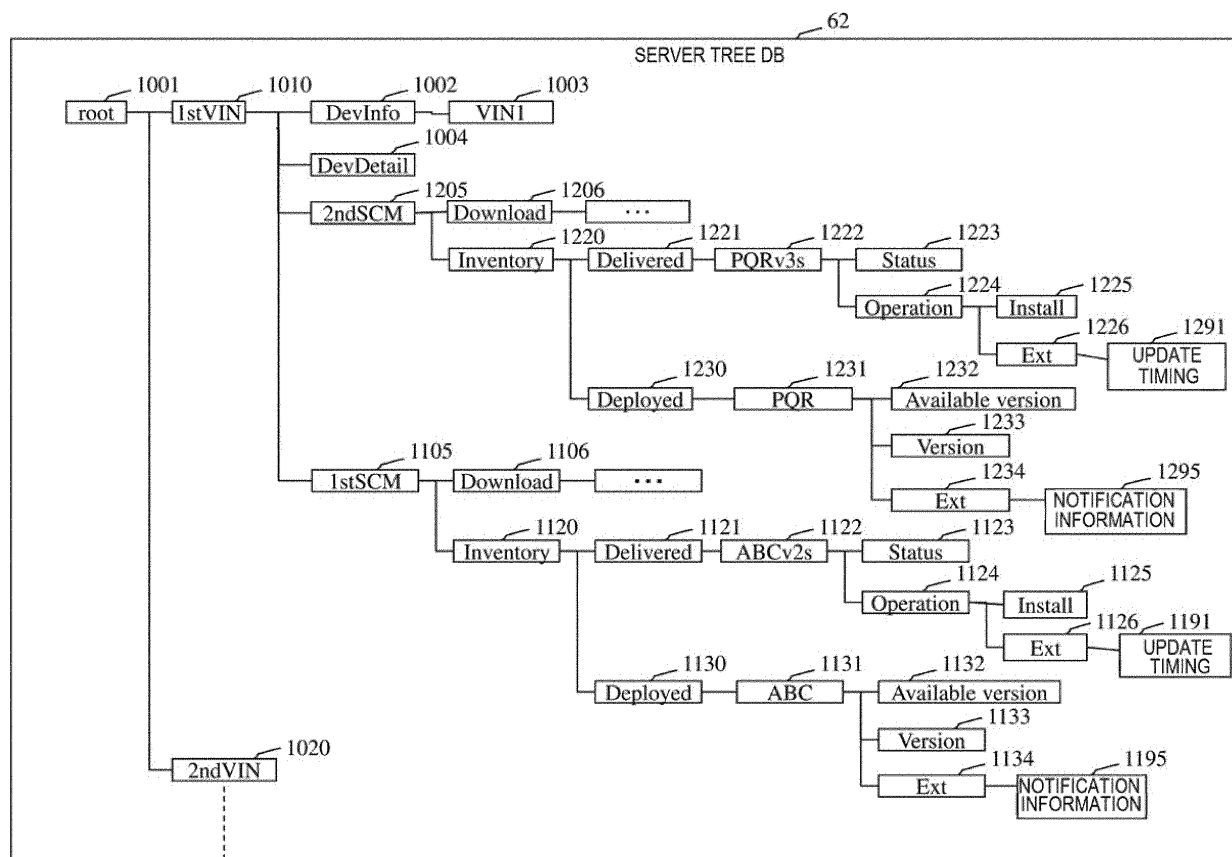 62
SERVER TREE DB
1001 1010 1002 1003
root 1stVIN DevInfo VIN1
1004
DevDetail
1205 1206
2ndSCM Download ...
1220 1221 1222 1223
Inventory Delivered PQRv3s Status
1224 1225
Operation Install
1226 1291
Ext UPDATE
TIMING
1230 1231 1232
Deployed PQR Available version
1233
Version
1105 1106 1234 1295
1stSCM Download ... Ext NOTIFICATION
INFORMATION
1120 1121 1122 1123
Inventory Delivered ABCv2s Status
1124 1125
Operation Install
1126 1191
Ext UPDATE
TIMING
1130 1131 1132
Deployed ABC Available version
1133
Version
1020 1134 1195
2ndVIN Ext NOTIFICATION
INFORMATION